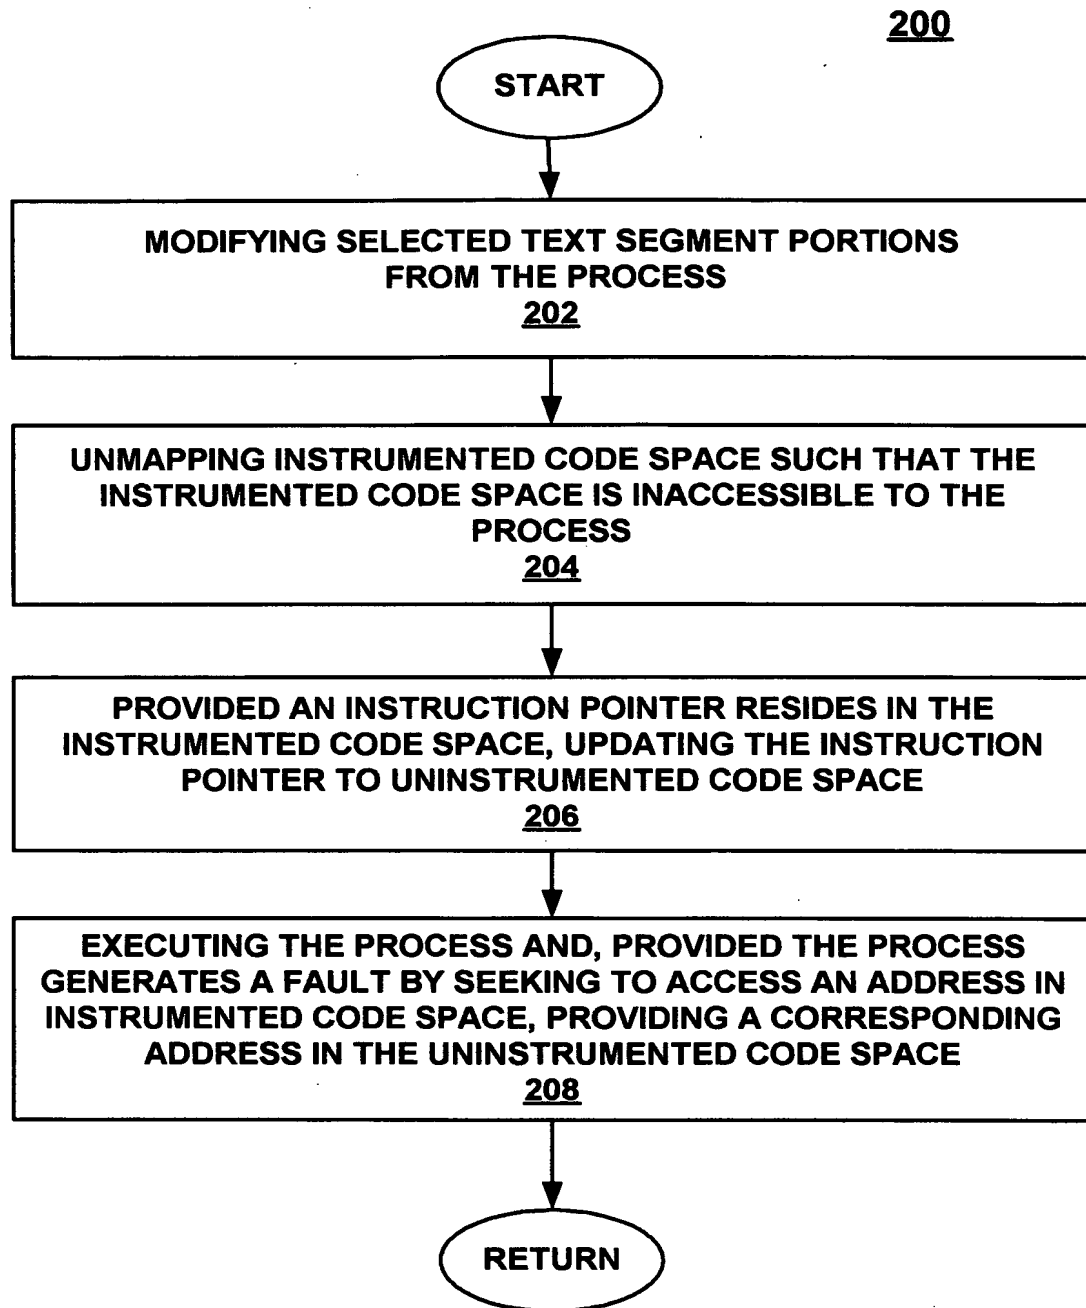 200
START
MODIFYING SELECTED TEXT SEGMENT PORTIONS
FROM THE PROCESS
202
UNMAPPING INSTRUMENTED CODE SPACE SUCH THAT THE
INSTRUMENTED CODE SPACE IS INACCESSIBLE TO THE
PROCESS
204
PROVIDED AN INSTRUCTION POINTER RESIDES IN THE
INSTRUMENTED CODE SPACE, UPDATING THE INSTRUCTION
POINTER TO UNINSTRUMENTED CODE SPACE
206
EXECUTING THE PROCESS AND, PROVIDED THE PROCESS
GENERATES A FAULT BY SEEKING TO ACCESS AN ADDRESS IN
INSTRUMENTED CODE SPACE, PROVIDING A CORRESPONDING
ADDRESS IN THE UNINSTRUMENTED CODE SPACE
208
RETURN